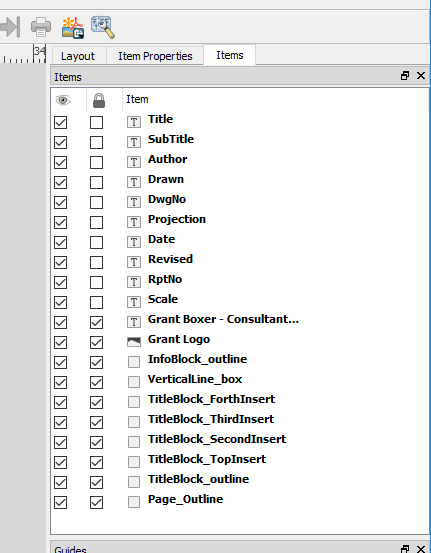 34
Layout Item Properties Items
Items
Item
T Title
T SubTitle
T Author
T Drawn
T DwgNo
T Projection
T Date
T Revised
T RptNo
T Scale
T Grant Boxer - Consultant...
Grant Logo
InfoBlock_outline
VerticalLine_box
TitleBlock_ForthInsert
TitleBlock_ThirdInsert
TitleBlock_SecondInsert
TitleBlock_TopInsert
TitleBlock_outline
Page_Outline
Guides